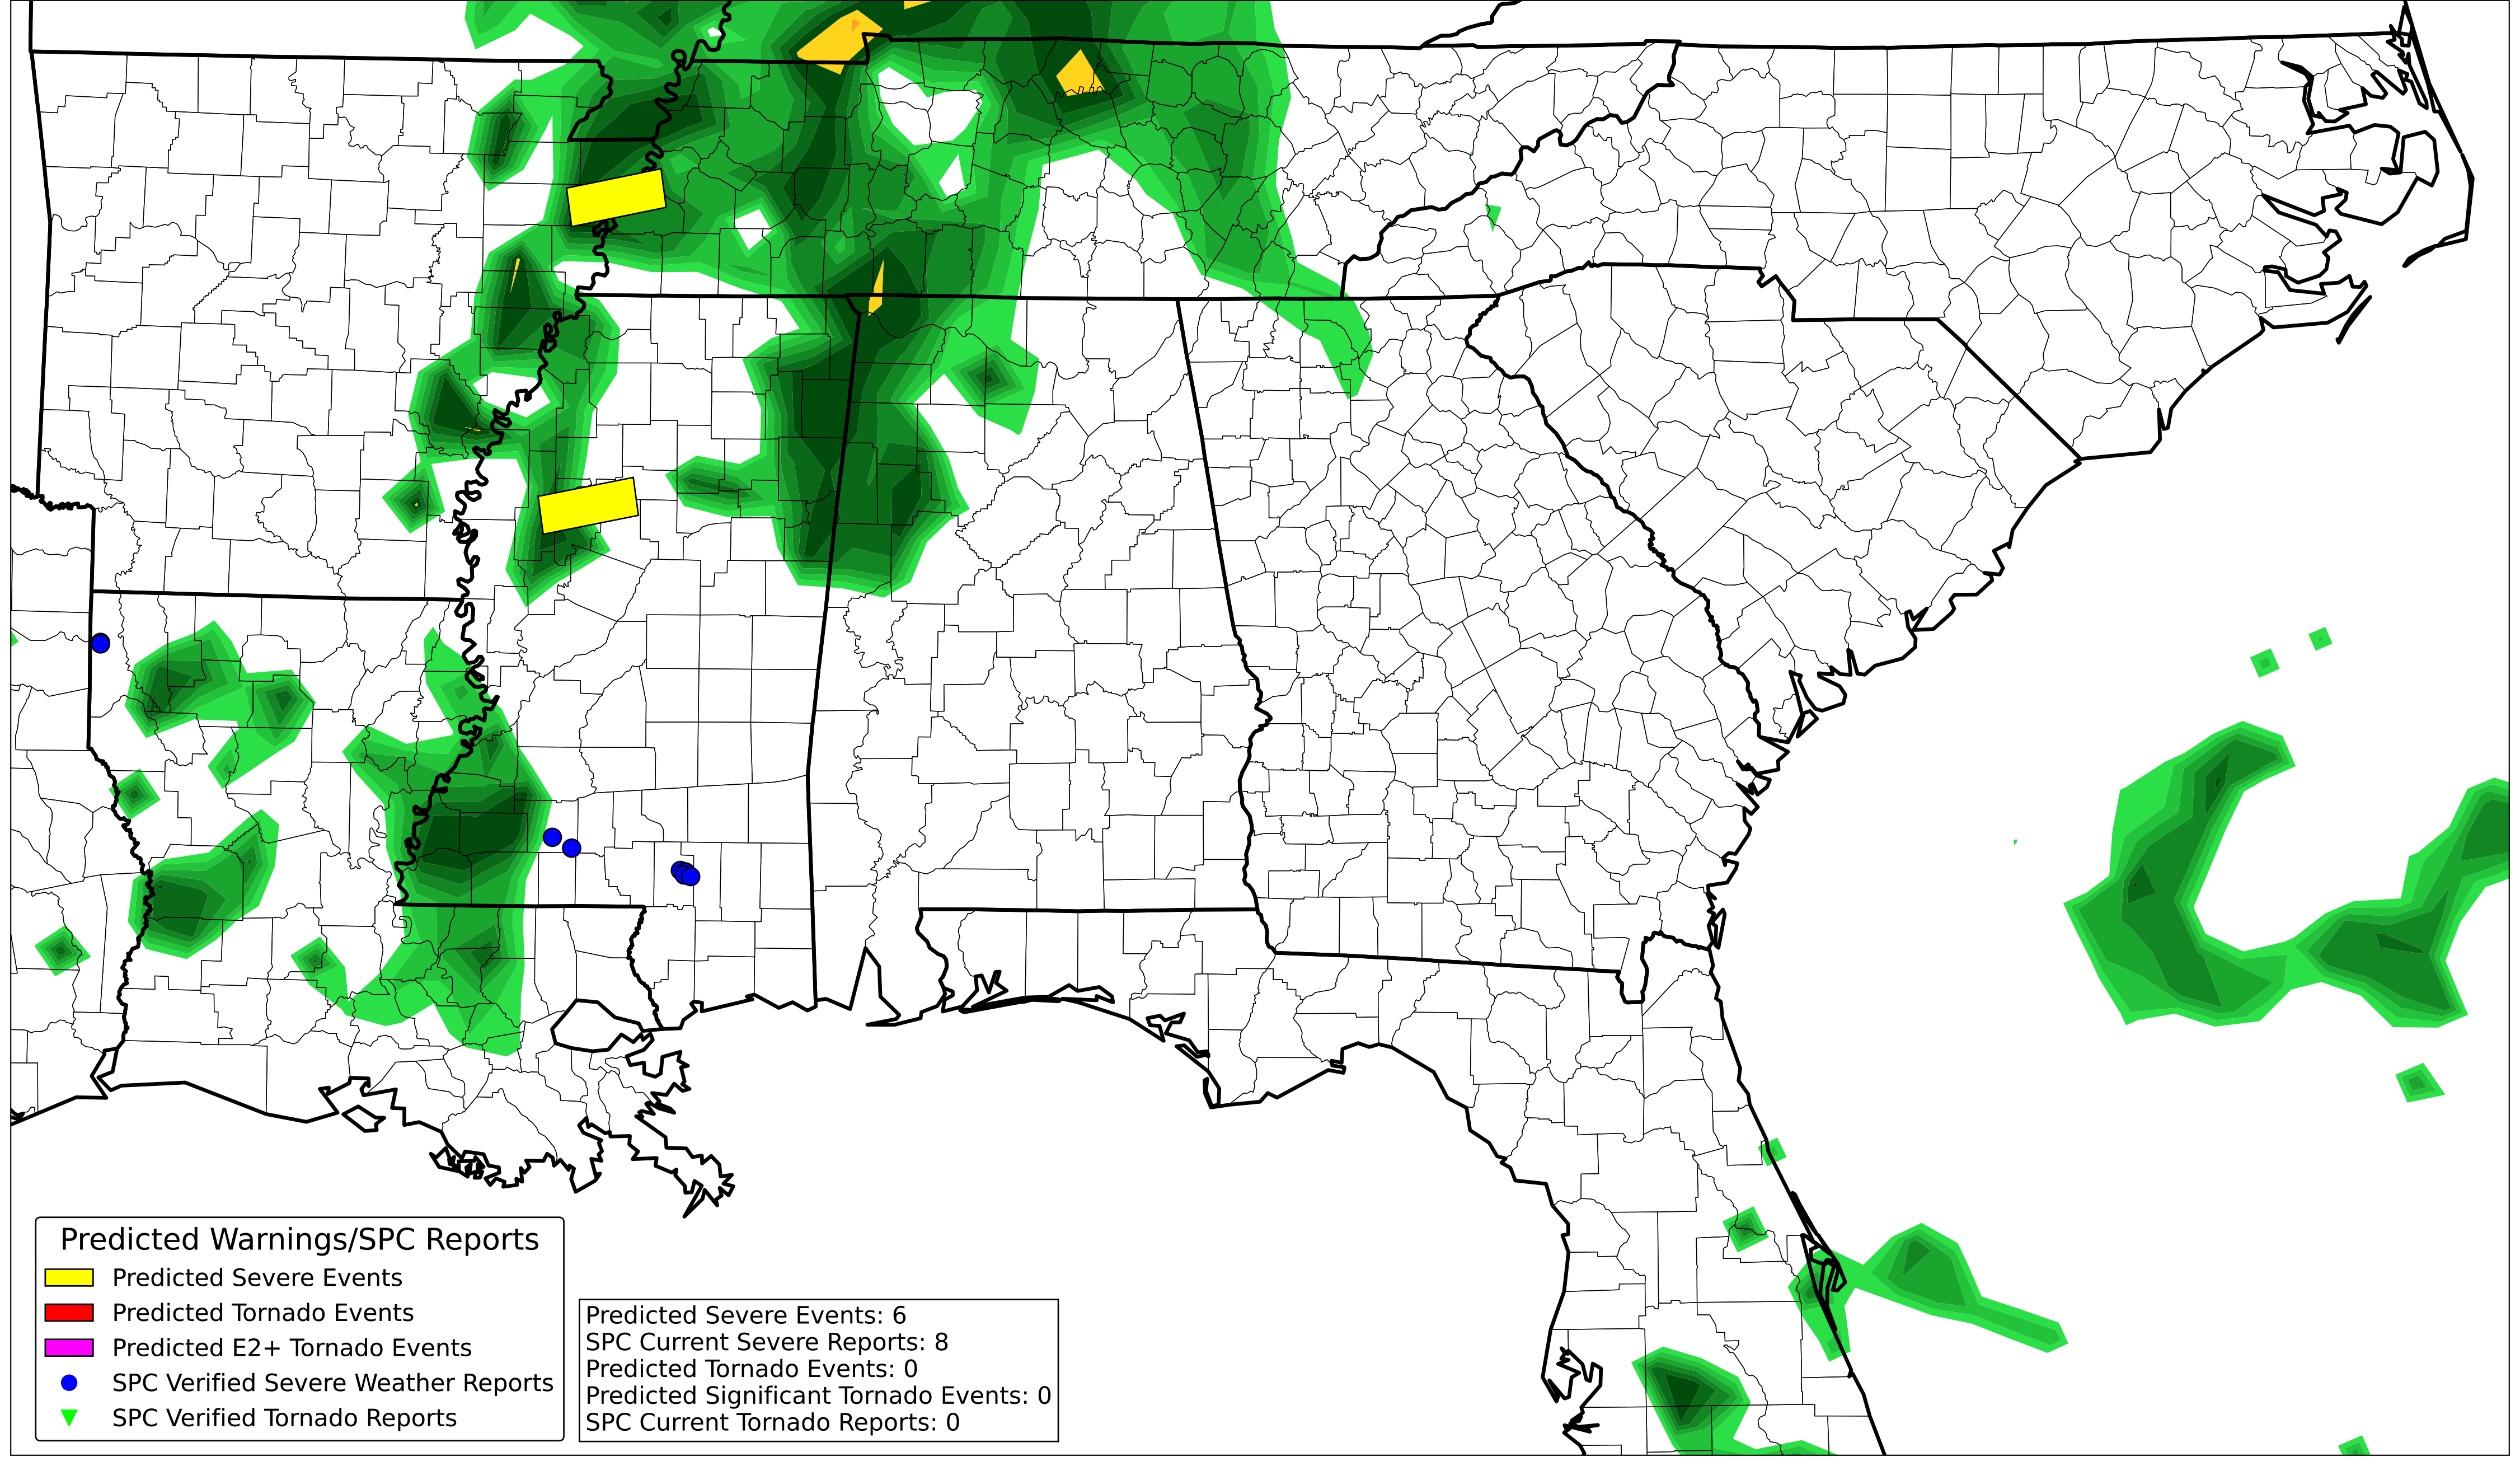 Predicted Warnings/SPC Reports
Predicted Severe Events
Predicted Tornado Events
Predicted E2+ Tornado Events
SPC Verified Severe Weather Reports
SPC Verified Tornado Reports
Predicted Severe Events: 6
SPC Current Severe Reports: 8
Predicted Tornado Events: 0
Predicted Significant Tornado Events: 0
SPC Current Tornado Reports: 0